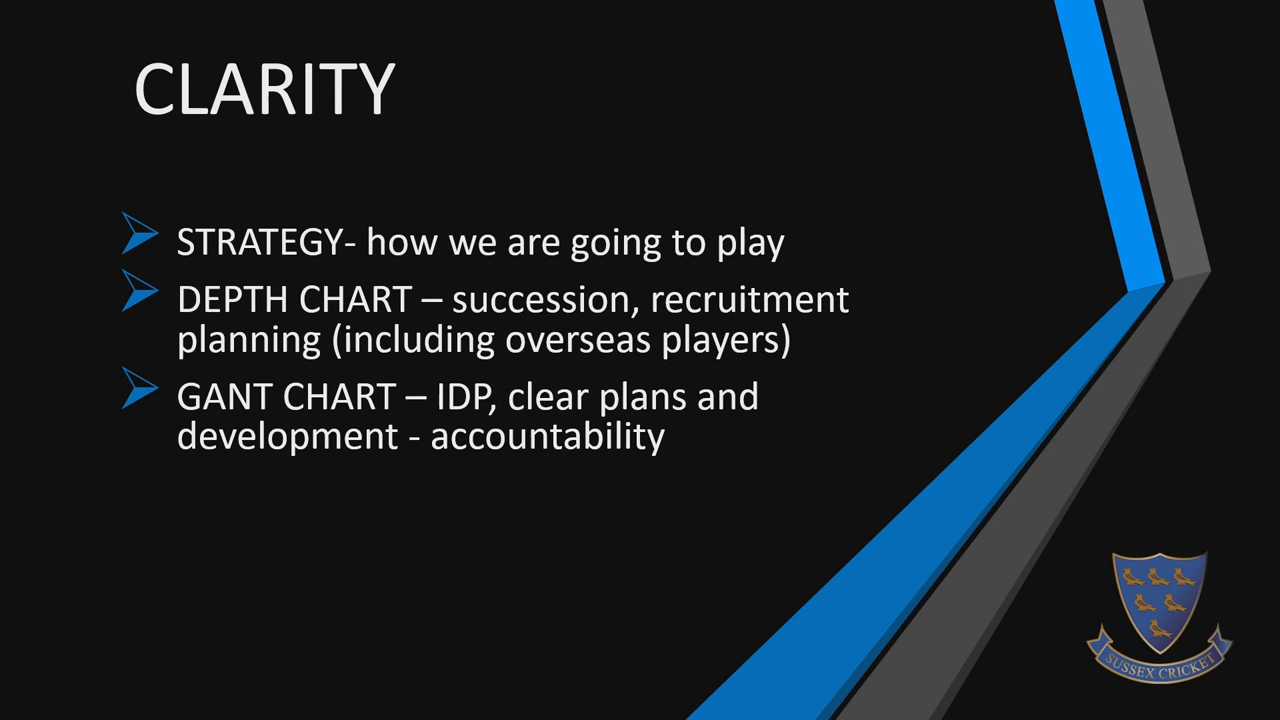 CLARITY
STRATEGY- how we are going to play
DEPTH CHART – succession, recruitment
planning (including overseas players)
GANT CHART – IDP, clear plans and
development - accountability
SUSSEX CRICKET